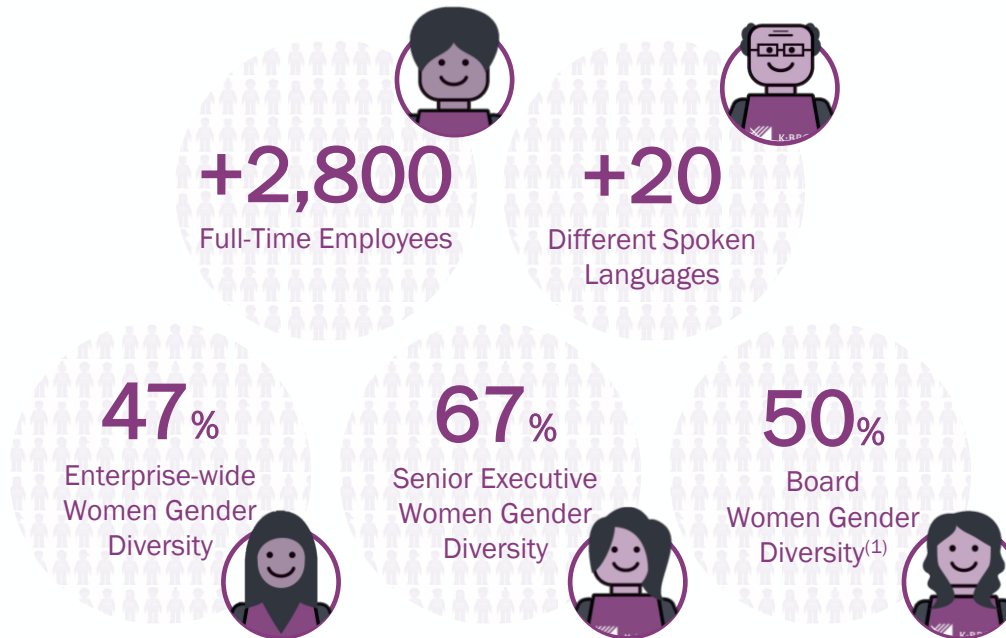 +2,800
Full-Time Employees
+20
Different Spoken
Languages
47%
Enterprise-wide
Women Gender
Diversity
67%
Senior Executive
Women Gender
Diversity
50%
Board
Women Gender
Diversity(1)